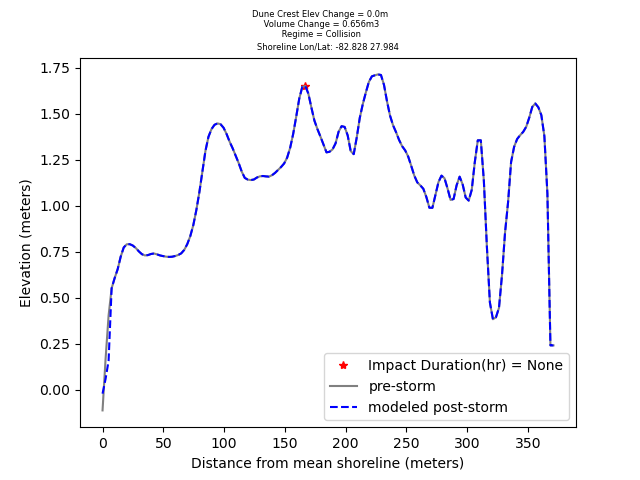 Dune Crest Elev Change = 0.0m
Volume Change = 0.656m3
Regime = Collision
Shoreline Lon/Lat: -82.828 27.984
1.75
1.50
1.25
1.00
0.75
0.50
0.25
0.00
Elevation (meters)
Impact Duration(hr) = None
pre-storm
modeled post-storm
0 50 100 150 200 250 300 350
Distance from mean shoreline (meters)